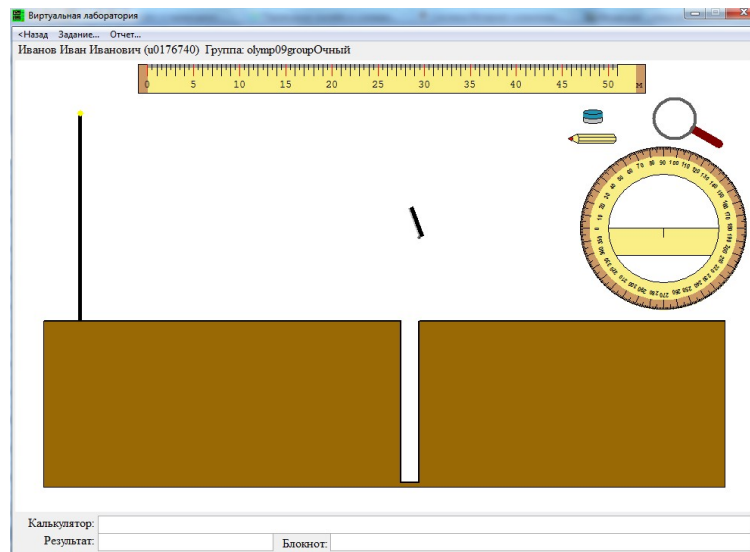 Виртуальная лаборатория
<Назад Задание... Отчет...
Иванов Иван Иванович (u0176740) Группа: olymp09groupОчный
0 5 10 15 20 25 30 35 40 45 50 м
Калькулятор:
Результат: Блокнот: